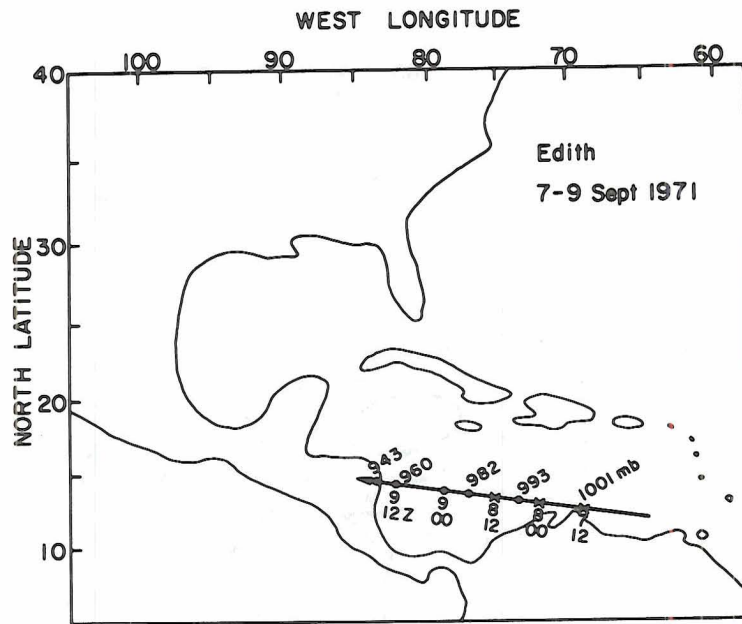 WEST LONGITUDE
100 90 80 70 60
40
Edith
7-9 Sept 1971
30
NORTH LATITUDE
20
943 960 982 993 1001 mb
9 9 8 8 7
12Z 00 12 00 12
10